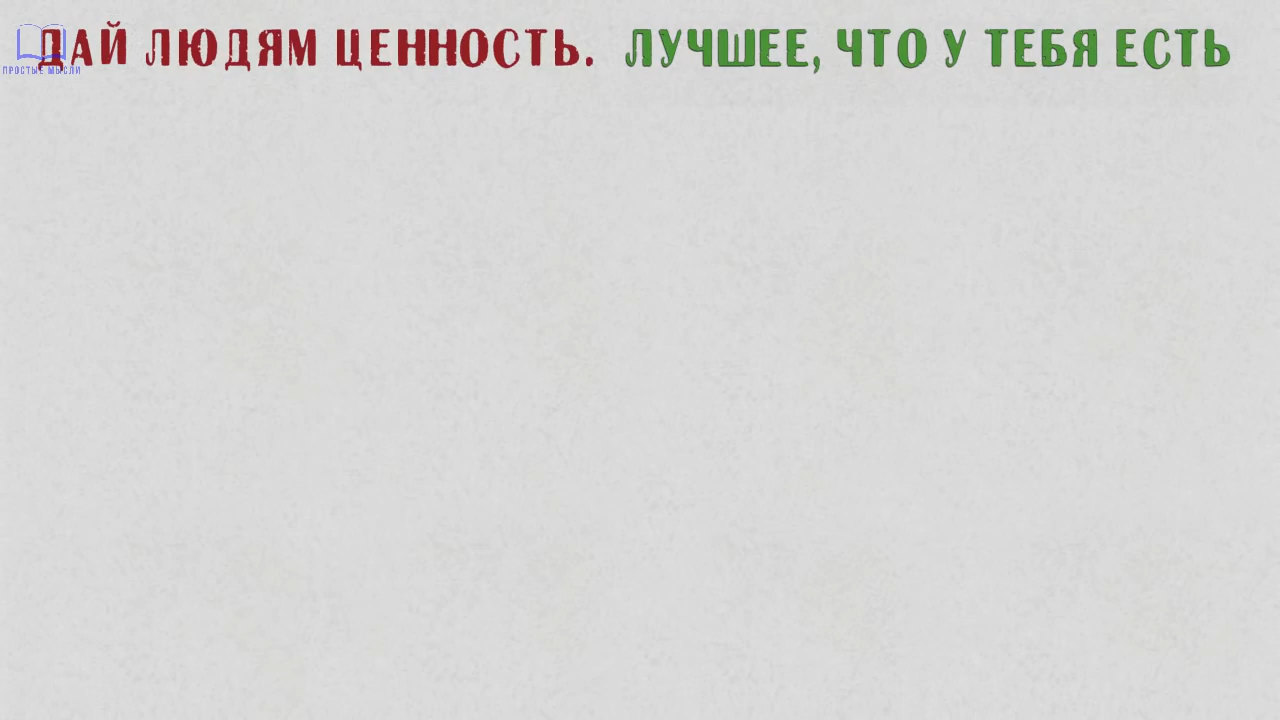 ДАЙ ЛЮДЯМ ЦЕННОСТЬ. ЛУЧШЕЕ, ЧТО У ТЕБЯ ЕСТЬ
ПРОСТЫЕ МЫСЛИ